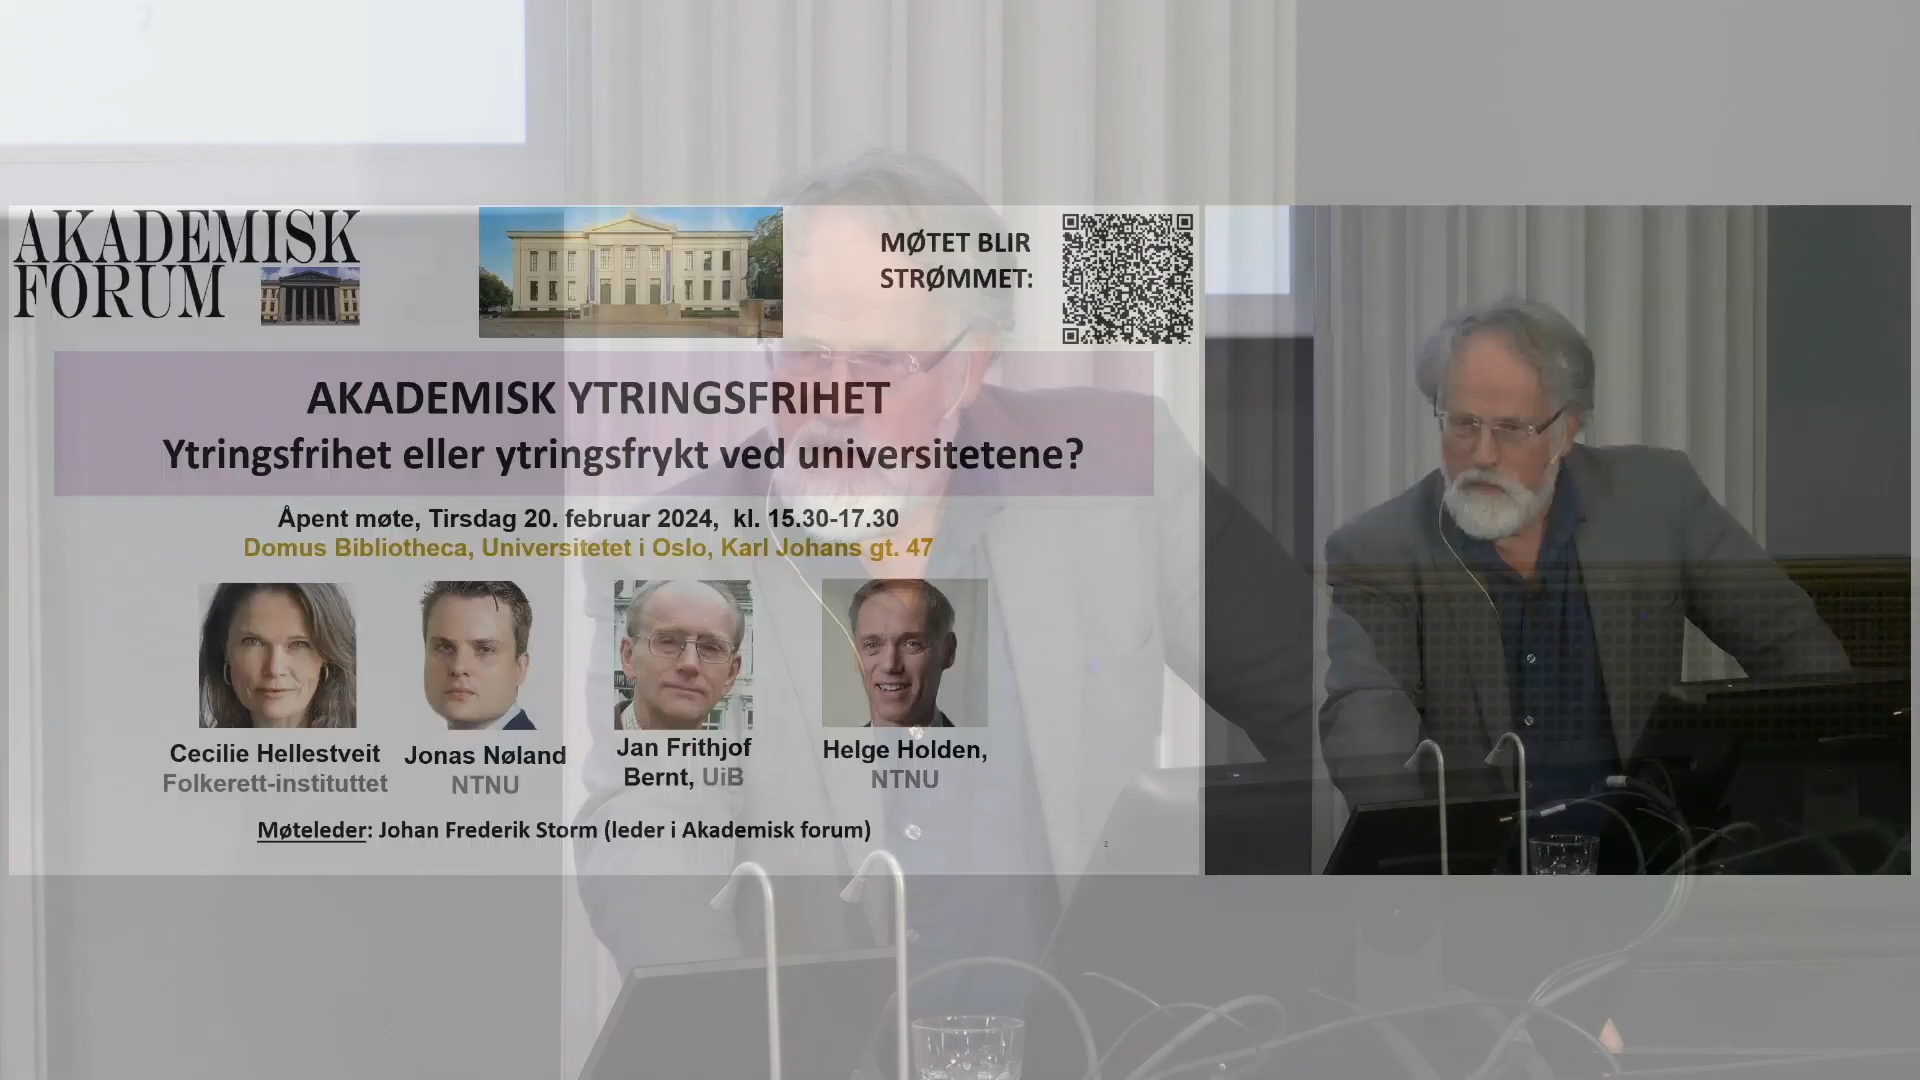 AKADEMISK
FORUM
MØTET BLIR
STRØMMET:
AKADEMISK YTRINGSFRIHET
Ytringsfrihet eller ytringsfrykt ved universitetene?
Åpent møte, Tirsdag 20. februar 2024, kl. 15.30-17.30
Domus Bibliotheca, Universitetet i Oslo, Karl Johans gt. 47
Cecilie Hellestveit
Folkerett-instituttet
Jonas Nøland
NTNU
Jan Frithjof
Bernt, UiB
Helge Holden,
NTNU
Møteleder: Johan Frederik Storm (leder i Akademisk forum)
2
2